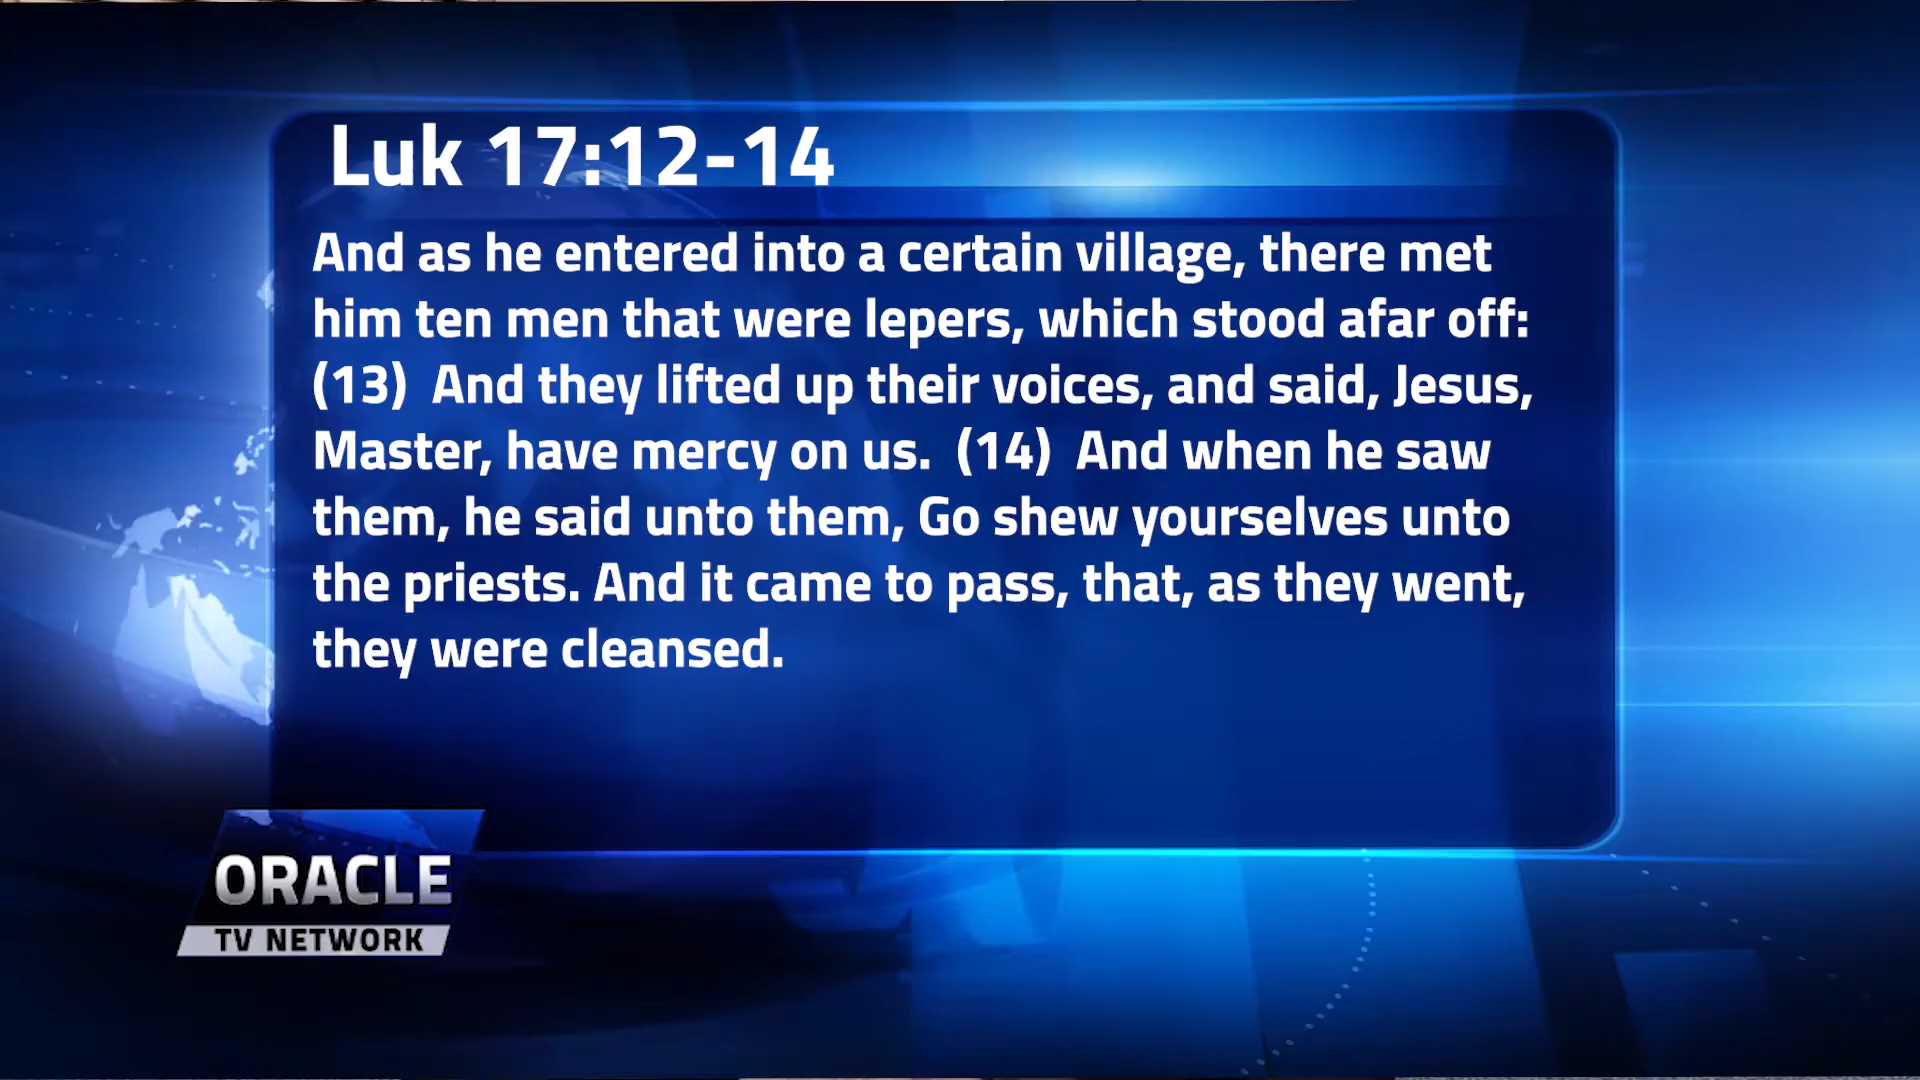 Luk 17:12-14
And as he entered into a certain village, there met
him ten men that were lepers, which stood afar off:
(13)  And they lifted up their voices, and said, Jesus,
Master, have mercy on us.  (14)  And when he saw
them, he said unto them, Go shew yourselves unto
the priests. And it came to pass, that, as they went,
they were cleansed.
ORACLE
TV NETWORK